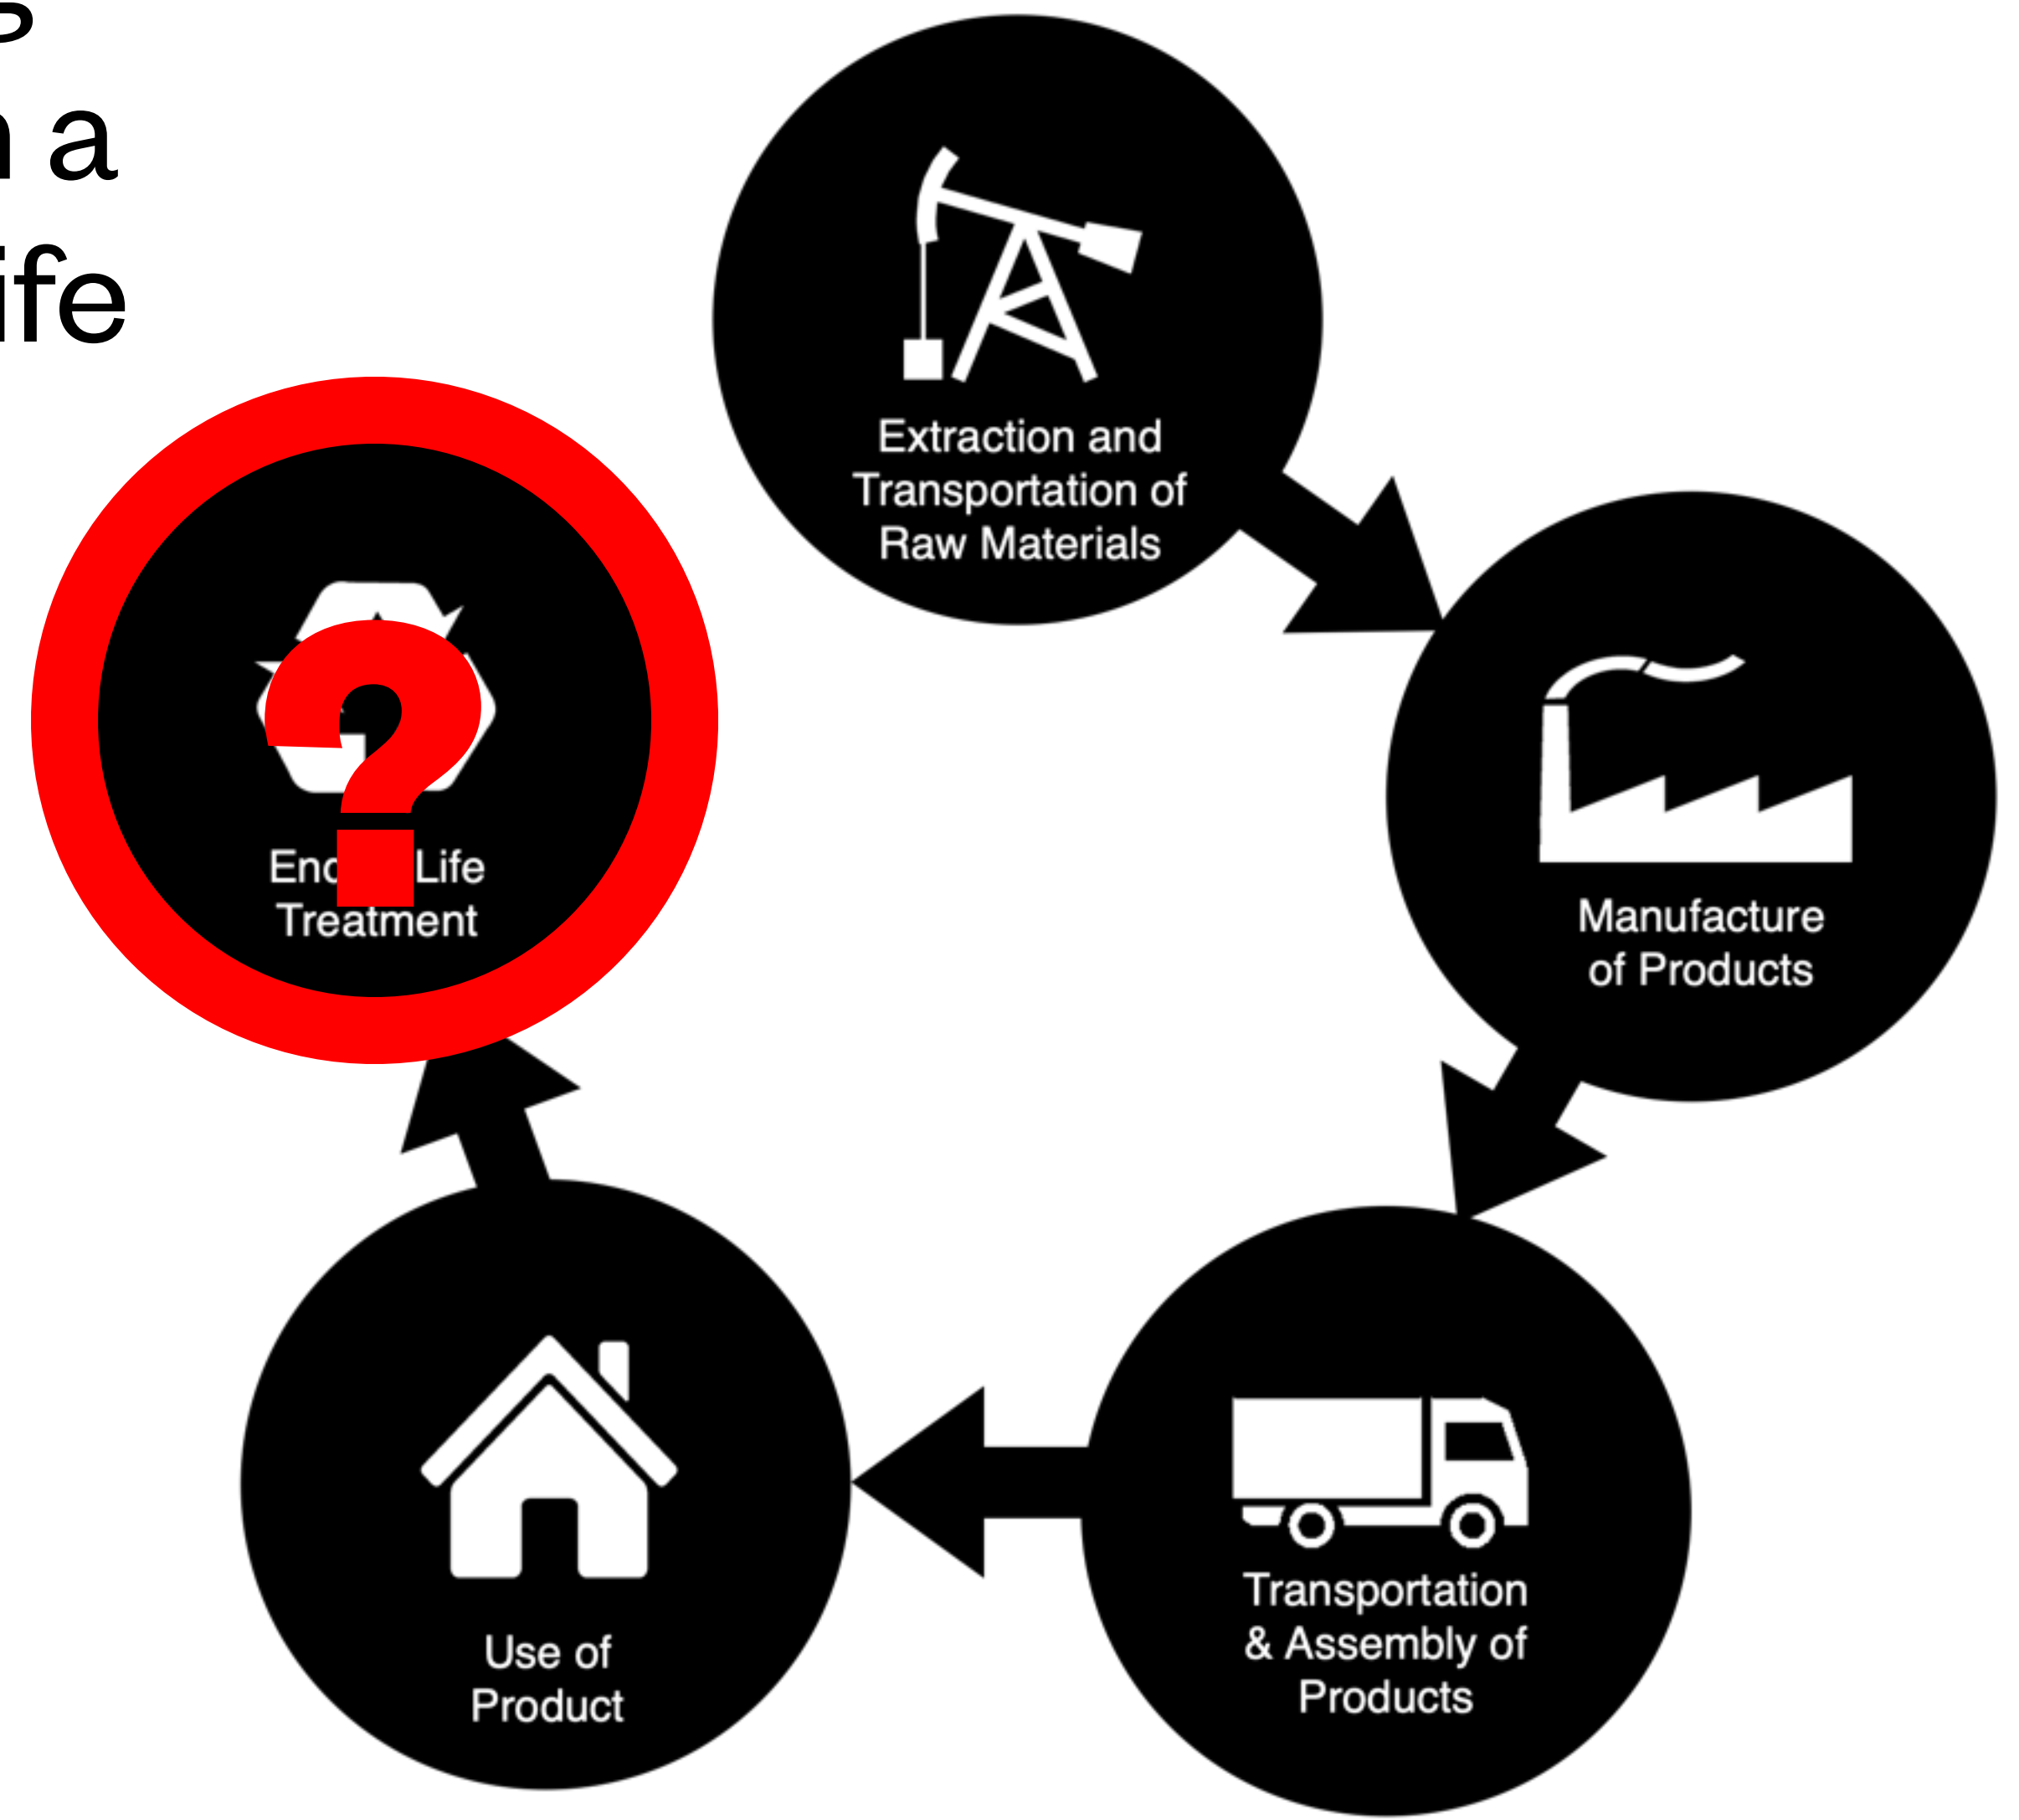 a
ife
Extraction and
Transportation of
Raw Materials
Manufacture
of Products
Transportation
& Assembly of
Products
Use of
Product
Life
Treatment
?